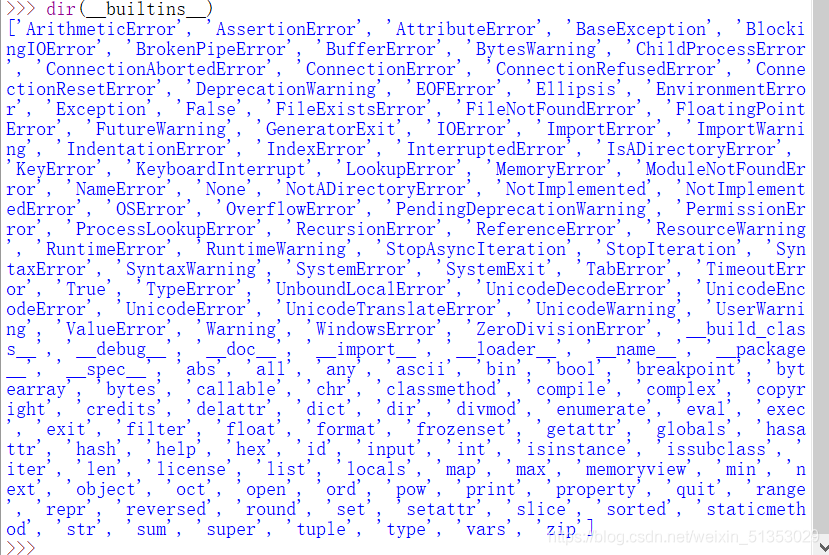 >>> dir(__builtins__)
['ArithmeticError', 'AssertionError', 'AttributeError', 'BaseException', 'Blocki
ngIOError', 'BrokenPipeError', 'BufferError', 'BytesWarning', 'ChildProcessError'
, 'ConnectionAbortedError', 'ConnectionError', 'ConnectionRefusedError', 'Conne
ctionResetError', 'DeprecationWarning', 'EOFError', 'Ellipsis', 'EnvironmentErro
r', 'Exception', 'False', 'FileExistsError', 'FileNotFoundError', 'FloatingPoint
Error', 'FutureWarning', 'GeneratorExit', 'IOError', 'ImportError', 'ImportWarni
ng', 'IndentationError', 'IndexError', 'InterruptedError', 'IsADirectoryError',
'KeyError', 'KeyboardInterrupt', 'LookupError', 'MemoryError', 'ModuleNotFoundEr
ror', 'NameError', 'None', 'NotADirectoryError', 'NotImplemented', 'NotImplement
edError', 'OSError', 'OverflowError', 'PendingDeprecationWarning', 'PermissionEr
ror', 'ProcessLookupError', 'RecursionError', 'ReferenceError', 'ResourceWarning
', 'RuntimeError', 'RuntimeWarning', 'StopAsyncIteration', 'StopIteration', 'Syn
taxError', 'SyntaxWarning', 'SystemError', 'SystemExit', 'TabError', 'TimeoutErr
or', 'True', 'TypeError', 'UnboundLocalError', 'UnicodeDecodeError', 'UnicodeEnc
odeError', 'UnicodeError', 'UnicodeTranslateError', 'UnicodeWarning', 'UserWarni
ng', 'ValueError', 'Warning', 'WindowsError', 'ZeroDivisionError', '__build_clas
s__', '__debug__', '__doc__', '__import__', '__loader__', '__name__', '__package
__', '__spec__', 'abs', 'all', 'any', 'ascii', 'bin', 'bool', 'breakpoint', 'byt
earray', 'bytes', 'callable', 'chr', 'classmethod', 'compile', 'complex', 'copyr
ight', 'credits', 'delattr', 'dict', 'dir', 'divmod', 'enumerate', 'eval', 'exec
', 'exit', 'filter', 'float', 'format', 'frozenset', 'getattr', 'globals', 'hasa
ttr', 'hash', 'help', 'hex', 'id', 'input', 'int', 'isinstance', 'issubclass', '
iter', 'len', 'license', 'list', 'locals', 'map', 'max', 'memoryview', 'min', 'n
ext', 'object', 'oct', 'open', 'ord', 'pow', 'print', 'property', 'quit', 'range
', 'repr', 'reversed', 'round', 'set', 'setattr', 'slice', 'sorted', 'staticmetho
d', 'str', 'sum', 'super', 'tuple', 'type', 'vars', 'zip']
>>>
https://blog.csdn.net/weixin_51353029